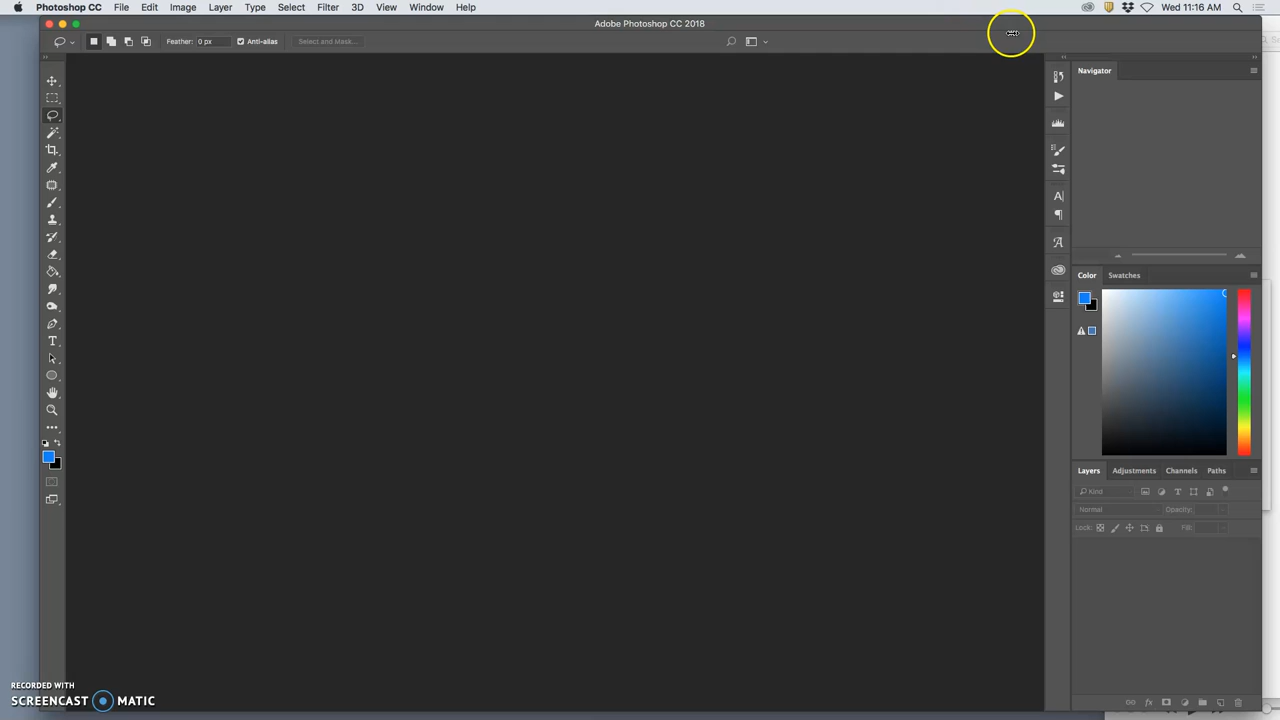 Photoshop CC File Edit Image Layer Type Select Filter 3D View Window Help Wed 11:16 AM
Adobe Photoshop CC 2018
Feather: 0 px Anti-alias Select and Mask...
Navigator
Color Swatches
Layers Adjustments Channels Paths
Kind
Normal Opacity:
Lock: Fill:
RECORDED WITH
SCREENCAST MATIC